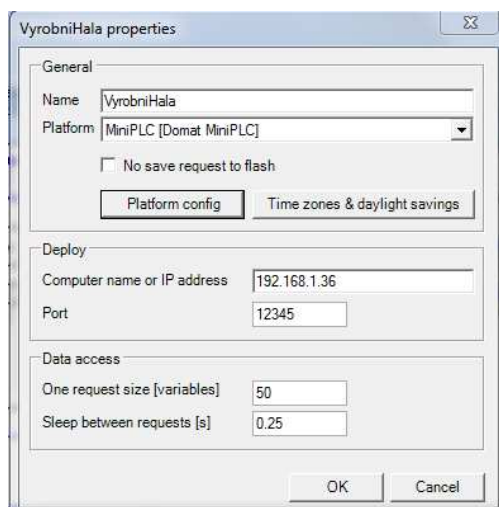 VyrobniHala properties
General
Name VyrobniHala
Platform MiniPLC [Domat MiniPLC]
No save request to flash
Platform config Time zones & daylight savings
Deploy
Computer name or IP address 192.168.1.36
Port 12345
Data access
One request size [variables] 50
Sleep between requests [s] 0.25
OK Cancel